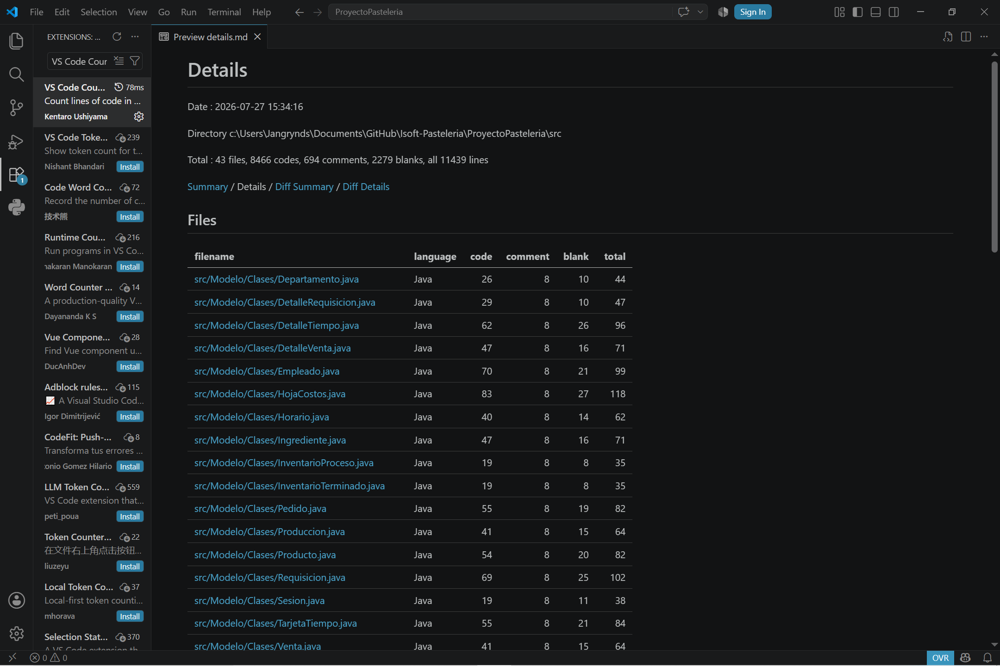 File Edit Selection View Go Run Terminal Help
ProyectoPasteleria
Sign In
EXTENSIONS: ...
VS Code Cour
VS Code Cou... 78ms
Count lines of code in ...
Kentaro Ushiyama
VS Code Toke... 239
Show token count for t...
Nishant Bhandari Install
Code Word Co... 72
Record the number of c...
技术熊 Install
Runtime Cou... 216
Run programs in VS Co...
nakaran Manokaran Install
Word Counter ... 14
A production-quality V...
Dayananda K S Install
Vue Compone... 28
Find Vue component u...
DucAnhDev Install
Adblock rules... 115
📈 A Visual Studio Cod...
Igor Dimitrijević Install
CodeFit: Push-... 8
Transforma tus errores ...
onio Gomez Hilario Install
LLM Token Co... 559
VS Code extension that...
peti_poua Install
Token Counter... 22
在文件右上角点击按钮...
liuzeyu Install
Local Token Co... 37
Local-first token counti...
mhorava Install
Selection Stat... 370
A VS Code extension th
1
Preview details.md
Details
Date : 2026-07-27 15:34:16
Directory c:\Users\Jangrynds\Documents\GitHub\Isoft-Pasteleria\ProyectoPasteleria\src
Total : 43 files, 8466 codes, 694 comments, 2279 blanks, all 11439 lines
Summary / Details / Diff Summary / Diff Details
Files
filename language code comment blank total
src/Modelo/Clases/Departamento.java Java 26 8 10 44
src/Modelo/Clases/DetalleRequisicion.java Java 29 8 10 47
src/Modelo/Clases/DetalleTiempo.java Java 62 8 26 96
src/Modelo/Clases/DetalleVenta.java Java 47 8 16 71
src/Modelo/Clases/Empleado.java Java 70 8 21 99
src/Modelo/Clases/HojaCostos.java Java 83 8 27 118
src/Modelo/Clases/Horario.java Java 40 8 14 62
src/Modelo/Clases/Ingrediente.java Java 47 8 16 71
src/Modelo/Clases/InventarioProceso.java Java 19 8 8 35
src/Modelo/Clases/InventarioTerminado.java Java 19 8 8 35
src/Modelo/Clases/Pedido.java Java 55 8 19 82
src/Modelo/Clases/Produccion.java Java 41 8 15 64
src/Modelo/Clases/Producto.java Java 54 8 20 82
src/Modelo/Clases/Requisicion.java Java 69 8 25 102
src/Modelo/Clases/Sesion.java Java 19 8 11 38
src/Modelo/Clases/TarjetaTiempo.java Java 55 8 21 84
src/Modelo/Clases/Venta.java Java 41 8 15 64
0 0
OVR